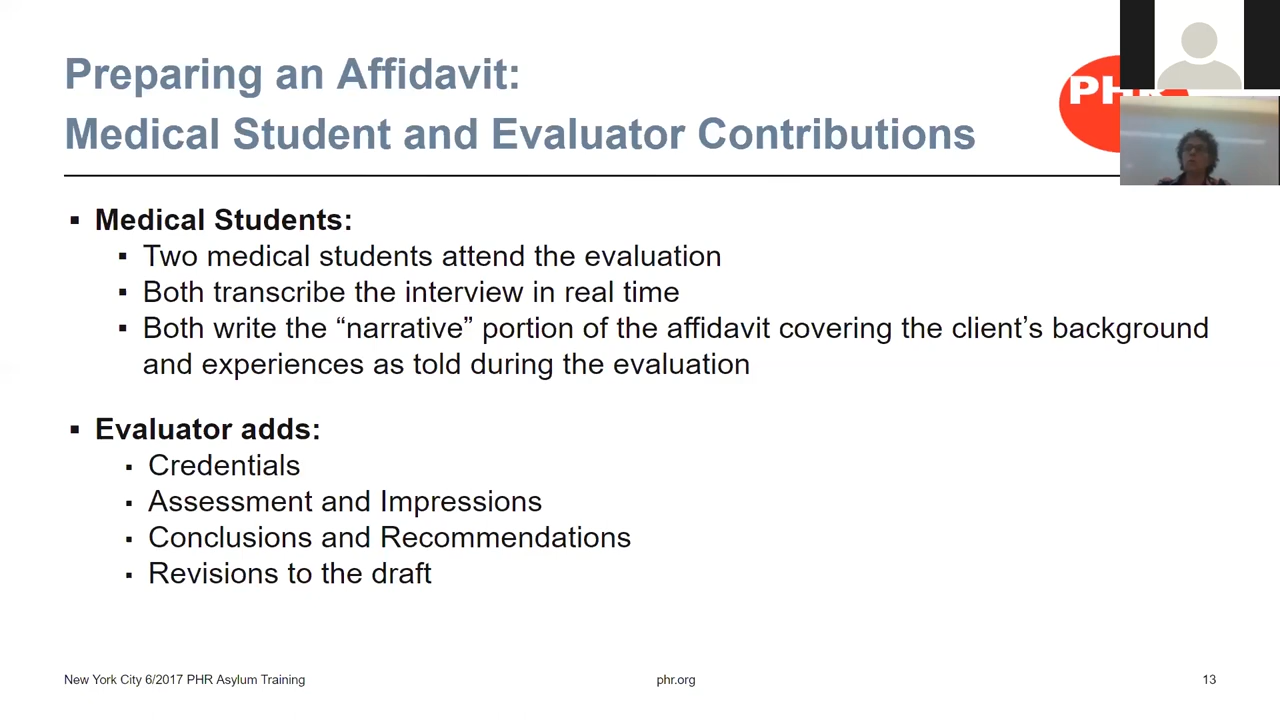 Preparing an Affidavit:
Medical Student and Evaluator Contributions
PHR
▪ Medical Students:
▪ Two medical students attend the evaluation
▪ Both transcribe the interview in real time
▪ Both write the “narrative” portion of the affidavit covering the client’s background
and experiences as told during the evaluation
▪ Evaluator adds:
▪ Credentials
▪ Assessment and Impressions
▪ Conclusions and Recommendations
▪ Revisions to the draft
New York City 6/2017 PHR Asylum Training
phr.org
13